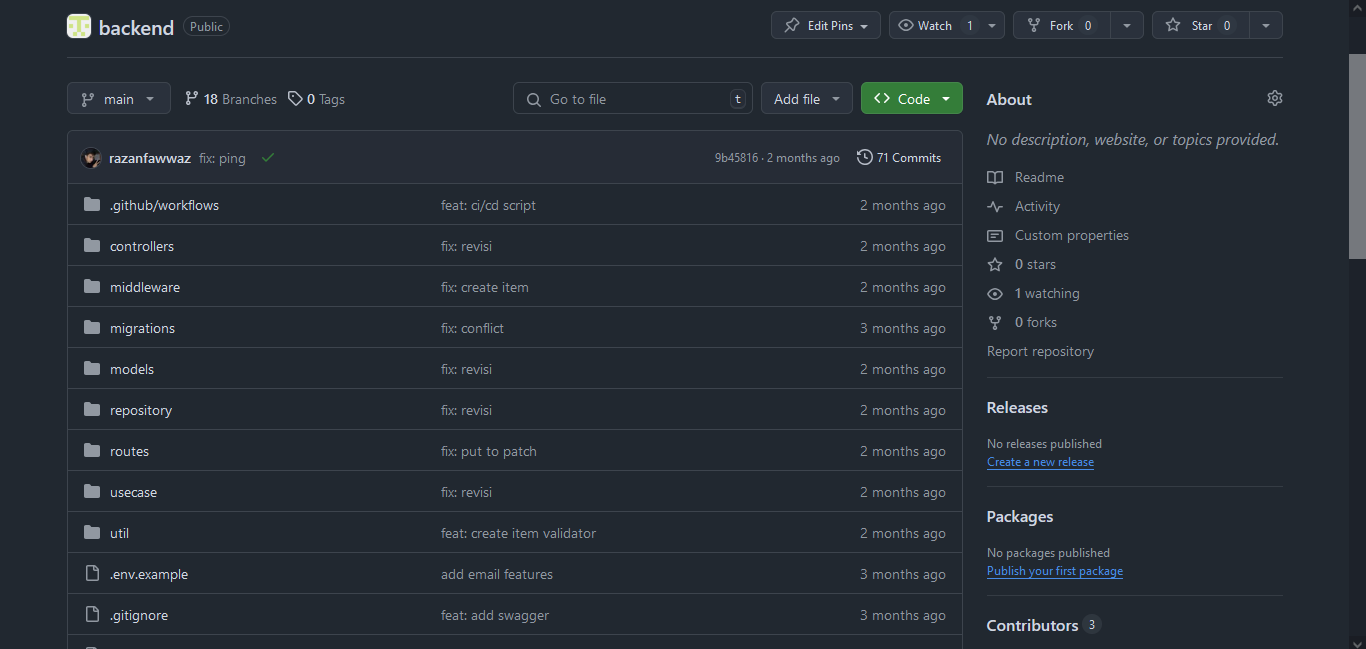 backend Public Edit Pins Watch 1 Fork 0 Star 0
main 18 Branches 0 Tags Go to file t Add file Code
razanfawwaz fix: ping 9b45816 · 2 months ago 71 Commits
.github/workflows feat: ci/cd script 2 months ago
controllers fix: revisi 2 months ago
middleware fix: create item 2 months ago
migrations fix: conflict 3 months ago
models fix: revisi 2 months ago
repository fix: revisi 2 months ago
routes fix: put to patch 2 months ago
usecase fix: revisi 2 months ago
util feat: create item validator 2 months ago
.env.example add email features 3 months ago
.gitignore feat: add swagger 3 months ago
About
No description, website, or topics provided.
Readme
Activity
Custom properties
0 stars
1 watching
0 forks
Report repository
Releases
No releases published
Create a new release
Packages
No packages published
Publish your first package
Contributors 3